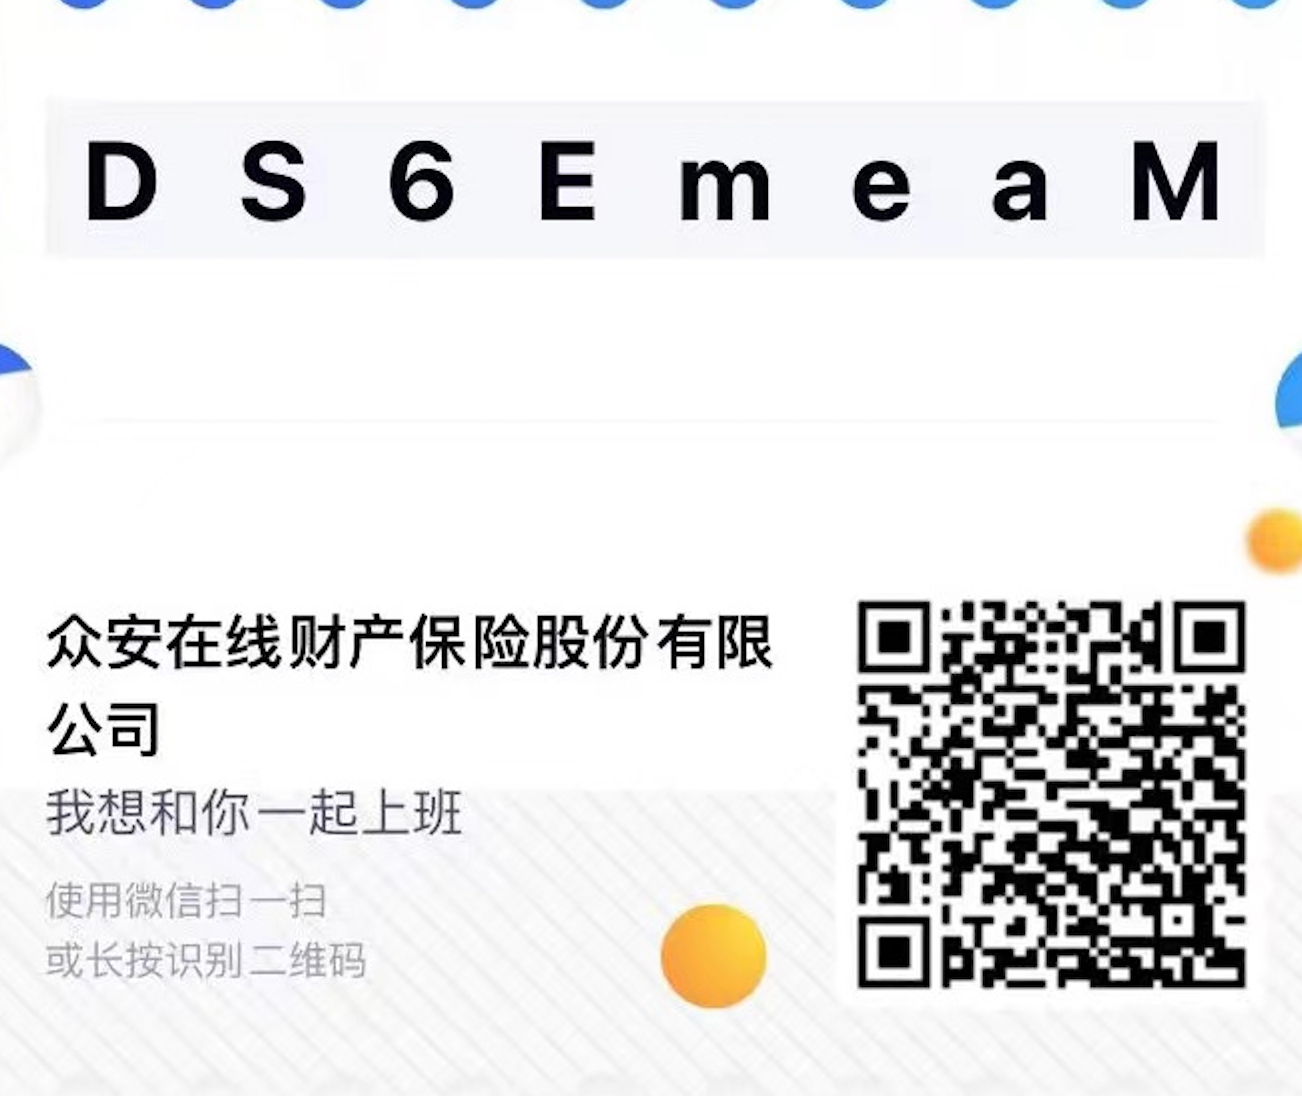 DS6EmeaM
众安在线财产保险股份有限
公司
我想和你一起上班
使用微信扫一扫
或长按识别二维码